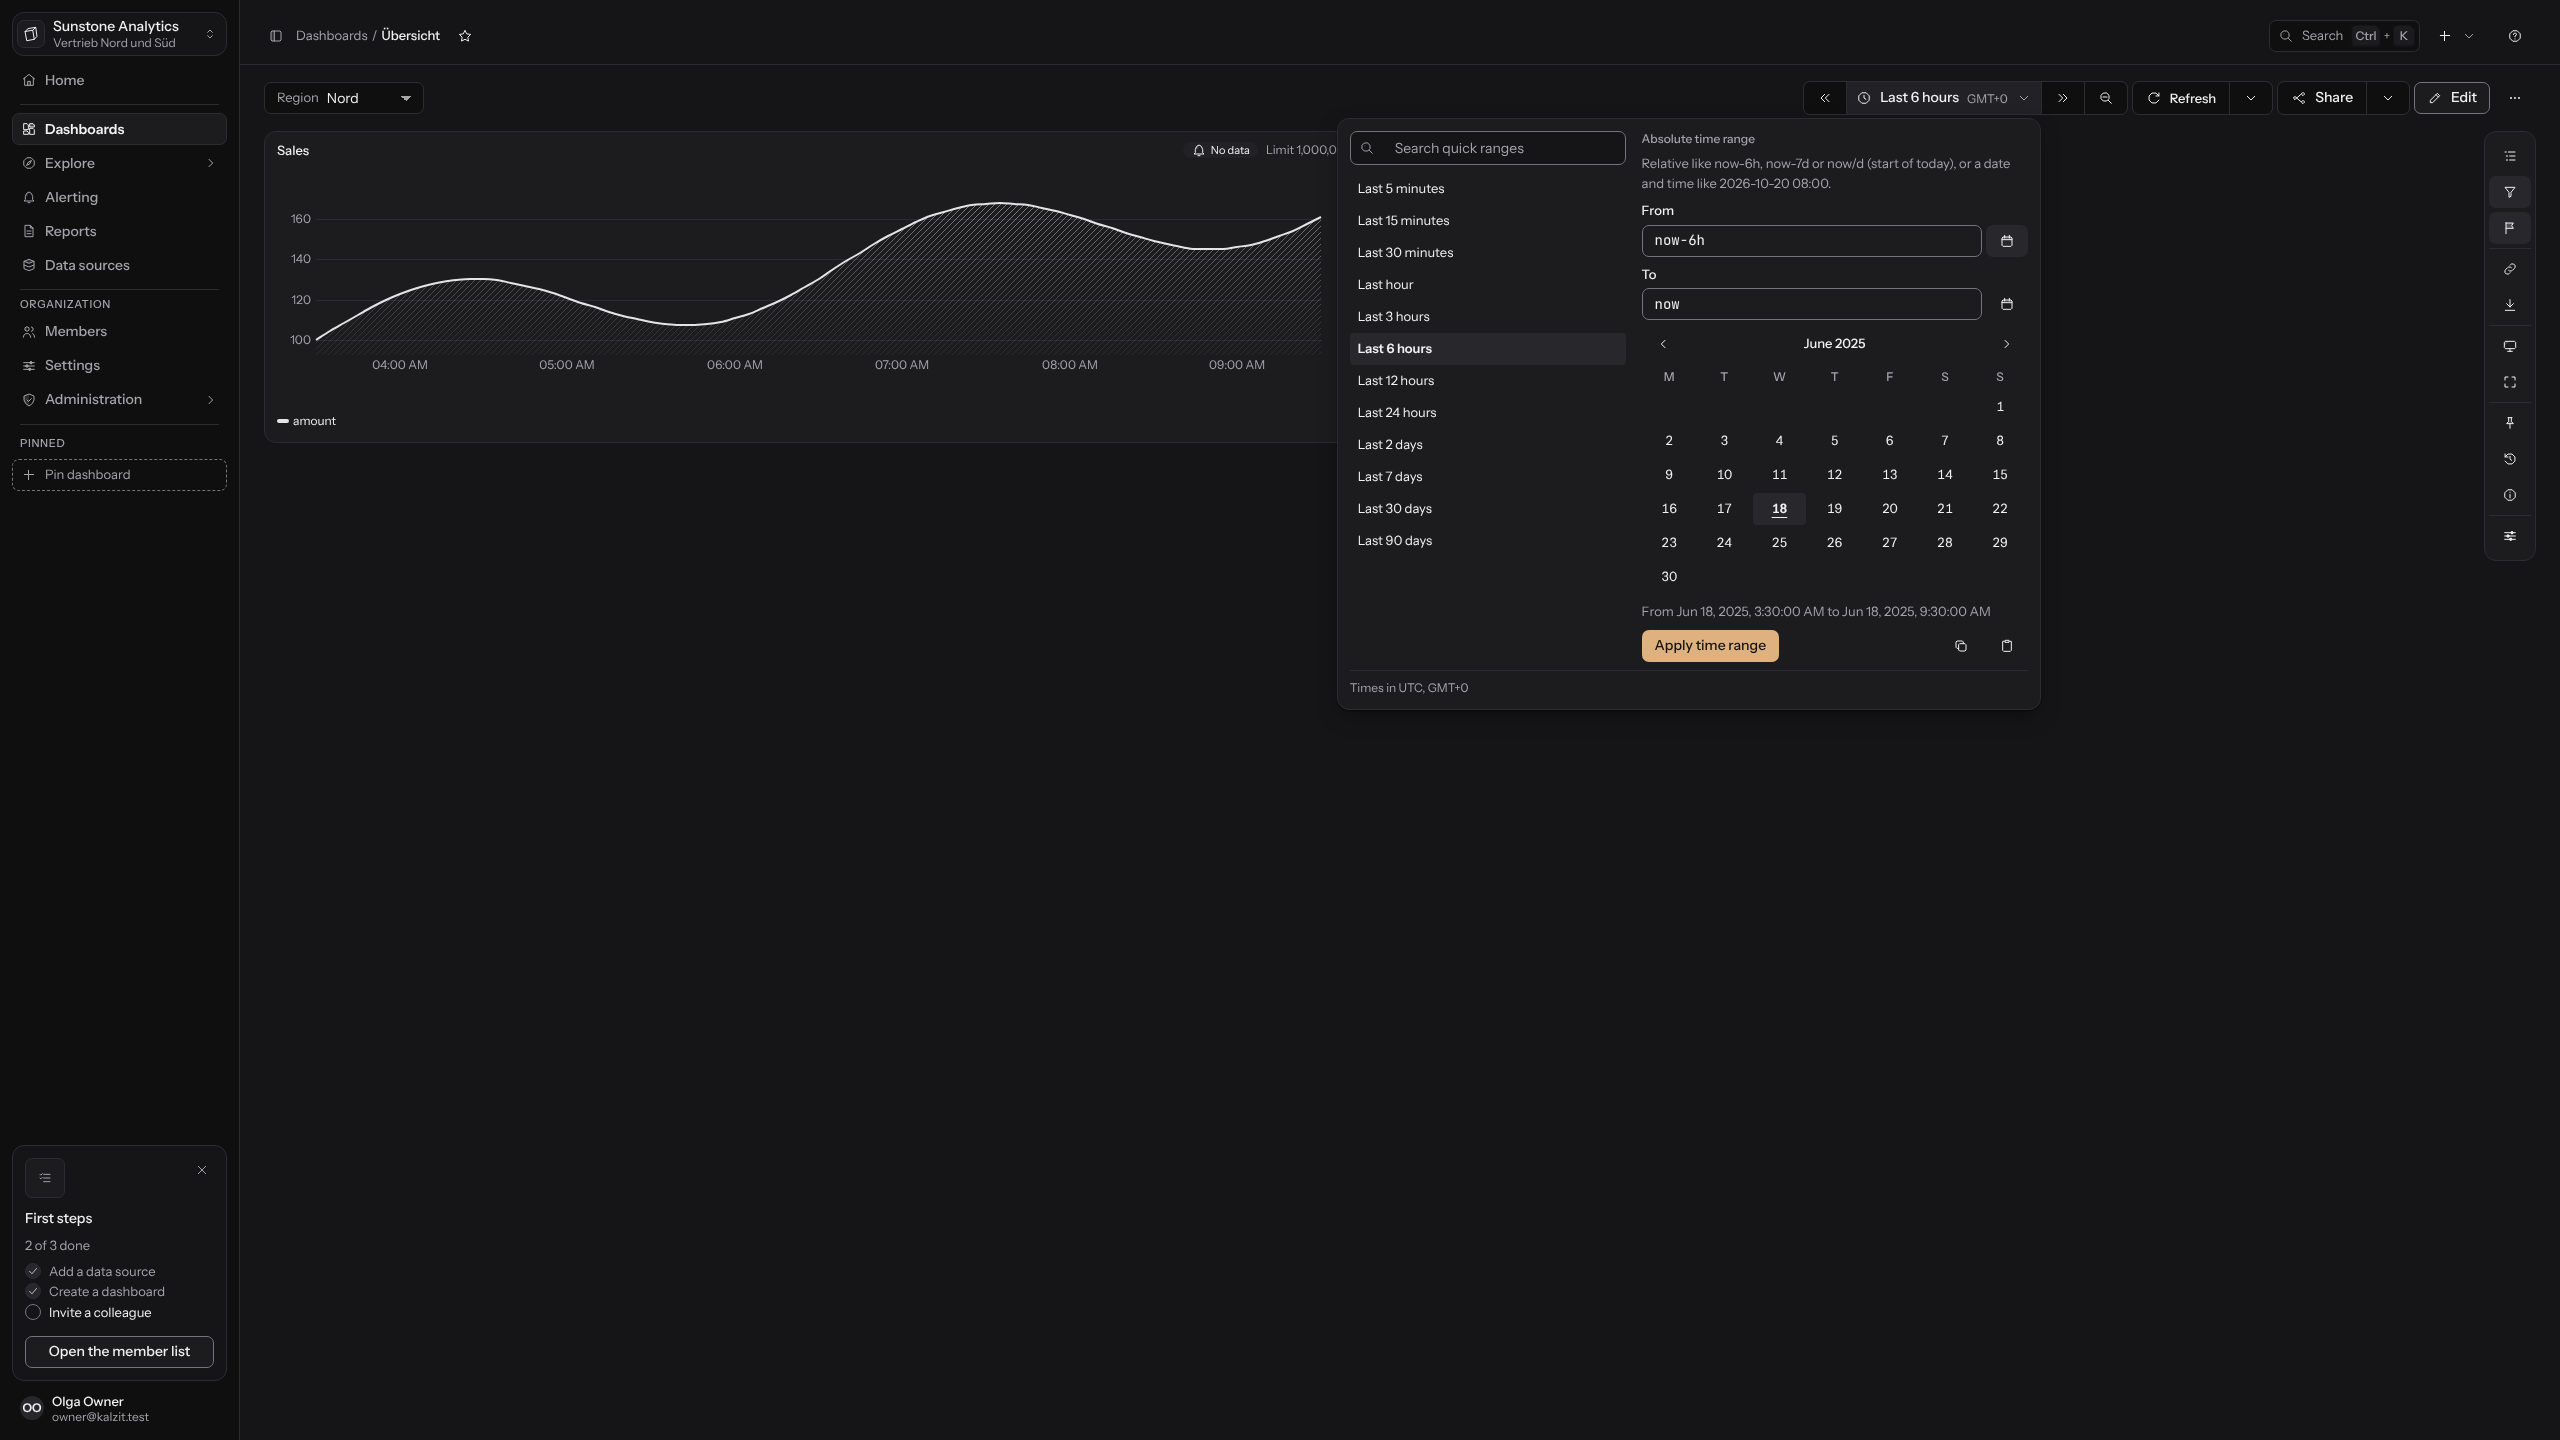 Sunstone Analytics
Vertrieb Nord und Süd
Home
Dashboards
Explore
Alerting
Reports
Data sources
ORGANIZATION
Members
Settings
Administration
PINNED
Pin dashboard
First steps
2 of 3 done
Add a data source
Create a dashboard
Invite a colleague
Open the member list
OO
Olga Owner
owner@kalzit.test
Dashboards / Übersicht
Search Ctrl + K
Region Nord
Last 6 hours GMT+0
Refresh
Share
Edit
Sales
No data
Limit 1,000,0
160
140
120
100
04:00 AM 05:00 AM 06:00 AM 07:00 AM 08:00 AM 09:00 AM
amount
Search quick ranges
Last 5 minutes
Last 15 minutes
Last 30 minutes
Last hour
Last 3 hours
Last 6 hours
Last 12 hours
Last 24 hours
Last 2 days
Last 7 days
Last 30 days
Last 90 days
Absolute time range
Relative like now-6h, now-7d or now/d (start of today), or a date
and time like 2026-10-20 08:00.
From
now-6h
To
now
June 2025
M T W T F S S
1
2 3 4 5 6 7 8
9 10 11 12 13 14 15
16 17 18 19 20 21 22
23 24 25 26 27 28 29
30
From Jun 18, 2025, 3:30:00 AM to Jun 18, 2025, 9:30:00 AM
Apply time range
Times in UTC, GMT+0